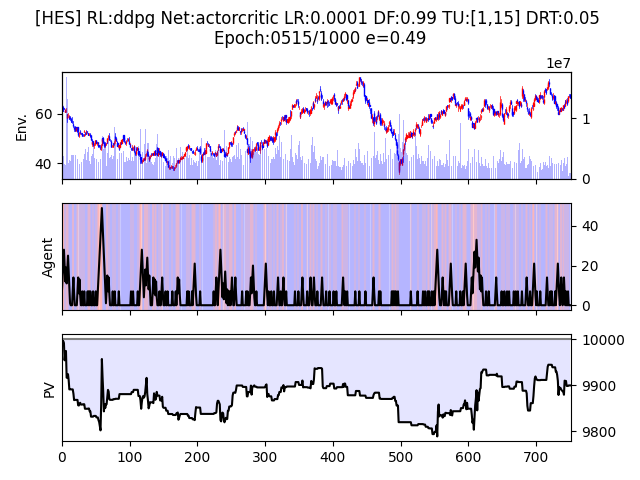 [HES] RL:ddpg Net:actorcritic LR:0.0001 DF:0.99 TU:[1,15] DRT:0.05
Epoch:0515/1000 e=0.49
1e7
Env.
60
40
1
0
Agent
40
20
0
PV
10000
9900
9800
0 100 200 300 400 500 600 700